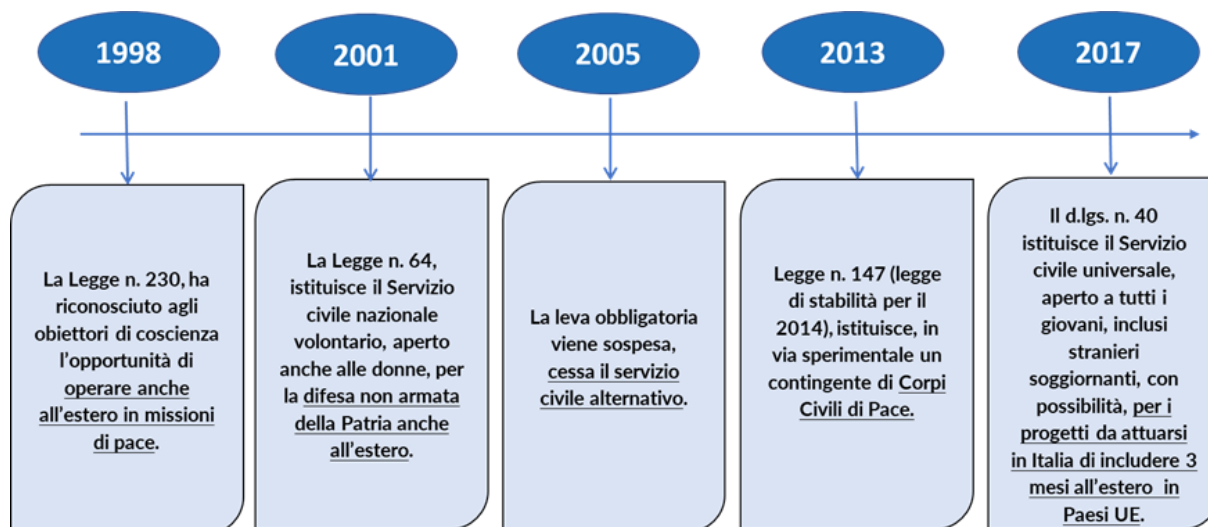 1998
2001
2005
2013
2017
La Legge n. 230, ha
riconosciuto agli
obiettori di coscienza
l'opportunità di
operare anche
all'estero in missioni
di pace.
La Legge n. 64,
istituisce il Servizio
civile nazionale
volontario, aperto
anche alle donne, per
la difesa non armata
della Patria anche
all'estero.
La leva obbligatoria
viene sospesa,
cessa il servizio
civile alternativo.
Legge n. 147 (legge
di stabilità per il
2014), istituisce, in
via sperimentale un
contingente di Corpi
Civili di Pace.
Il d.lgs. n. 40
istituisce il Servizio
civile universale,
aperto a tutti i
giovani, inclusi
stranieri
soggiornanti, con
possibilità, per i
progetti da attuarsi
in Italia di includere 3
mesi all'estero in
Paesi UE.